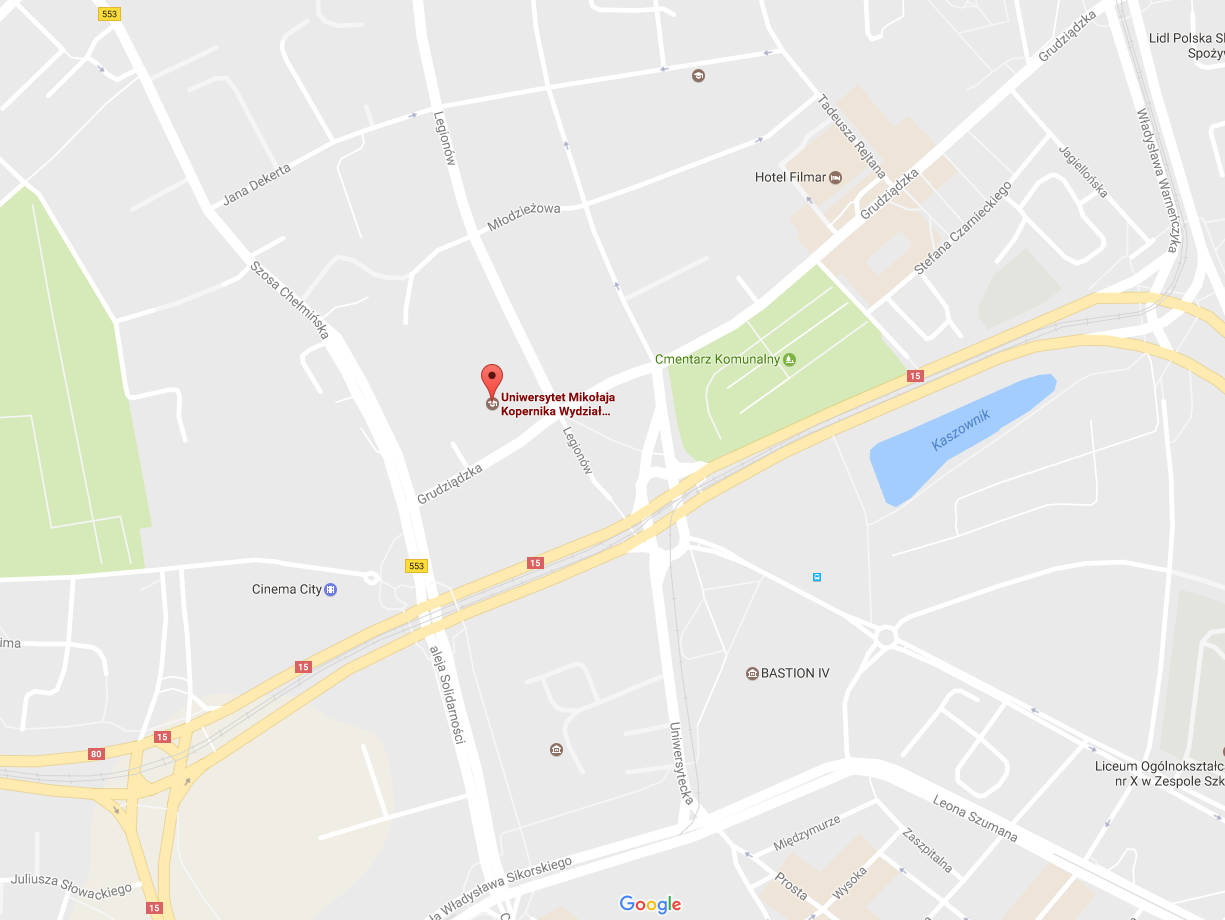 553
Lidl Polska Sk
Spożyw
Grudziądzka
Legionów
Tadeusza Rejtana
Władysława Warneńczyka
Jagiellońska
Jana Dekerta
Hotel Filmar
Grudziądzka
Młodzieżowa
Stefana Czarnieckiego
Szosa Chełmińska
Cmentarz Komunalny
15
Uniwersytet Mikołaja
Kopernika Wydział...
Kaszownik
Legionów
Grudziądzka
553
15
Cinema City
ima
15
BASTION IV
aleja Solidarności
15
80
Uniwersytecka
Liceum Ogólnokształc
nr X w Zespole Szk
Leona Szumana
Międzymurze
Zaszpitalna
Juliusza Słowackiego
Władysława Sikorskiego
Prosta
Wysoka
15
Google